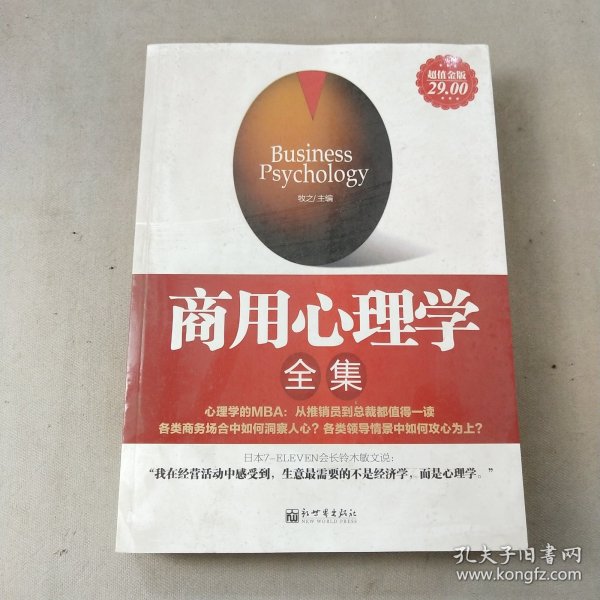 超值金版
29.00
Business
Psychology
牧之/主编
商用心理学
全集
心理学的MBA：从推销员到总裁都值得一读
各类商务场合中如何洞察人心？各类领导情景中如何攻心为上？
日本7-ELEVEN会长铃木敏文说：
“我在经营活动中感受到，生意最需要的不是经济学，而是心理学。”
新世界出版社
NEW WORLD PRESS
孔夫子旧书网
www.kongfz.com